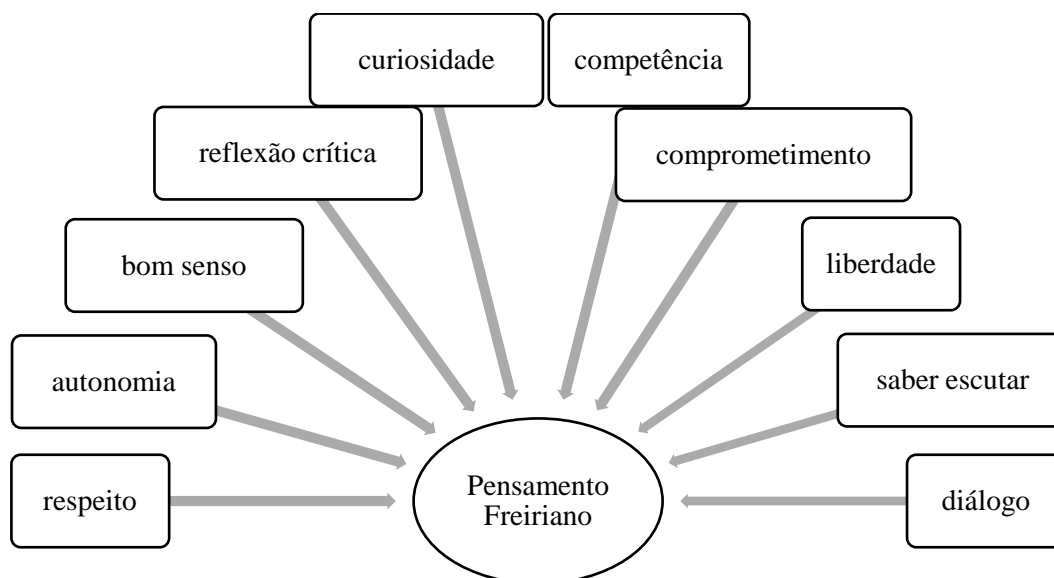 curiosidade
competência
reflexão crítica
comprometimento
bom senso
liberdade
autonomia
saber escutar
respeito
Pensamento
Freiriano
diálogo